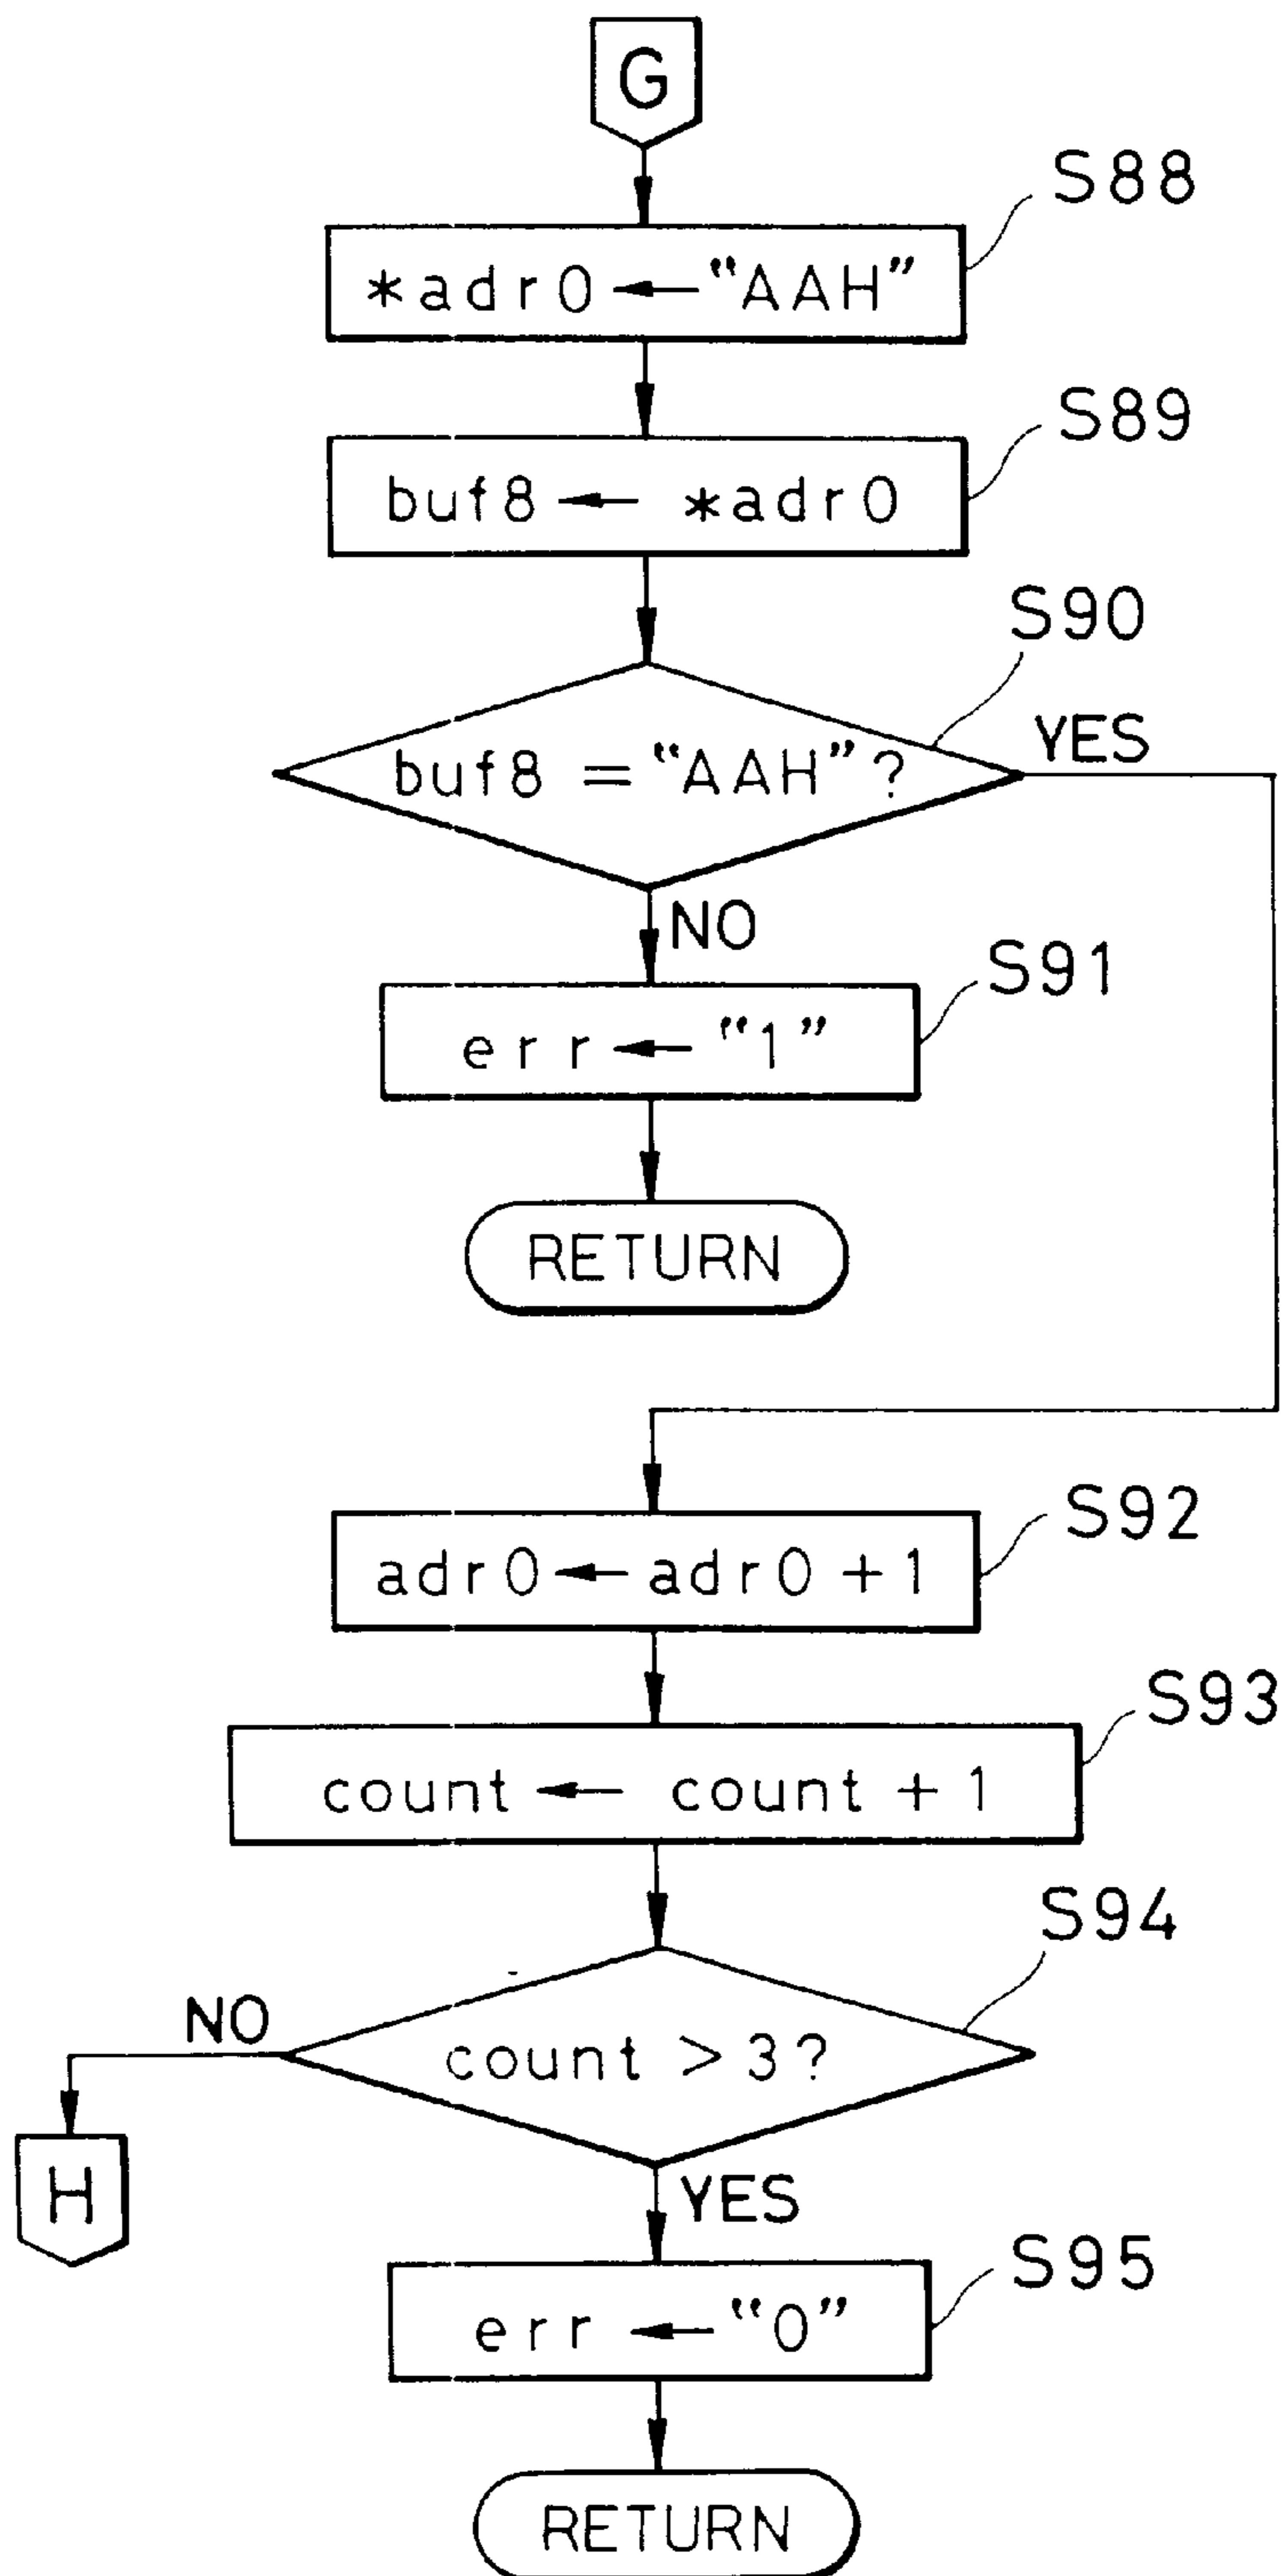 G
S88
*adr0 ← “AAH”
S89
buf8 ← *adr0
S90
buf8 = “AAH”?
YES
NO
S91
err ← “1”
RETURN
S92
adr0 ← adr0 + 1
S93
count ← count + 1
S94
count > 3?
NO
H
YES
S95
err ← “0”
RETURN